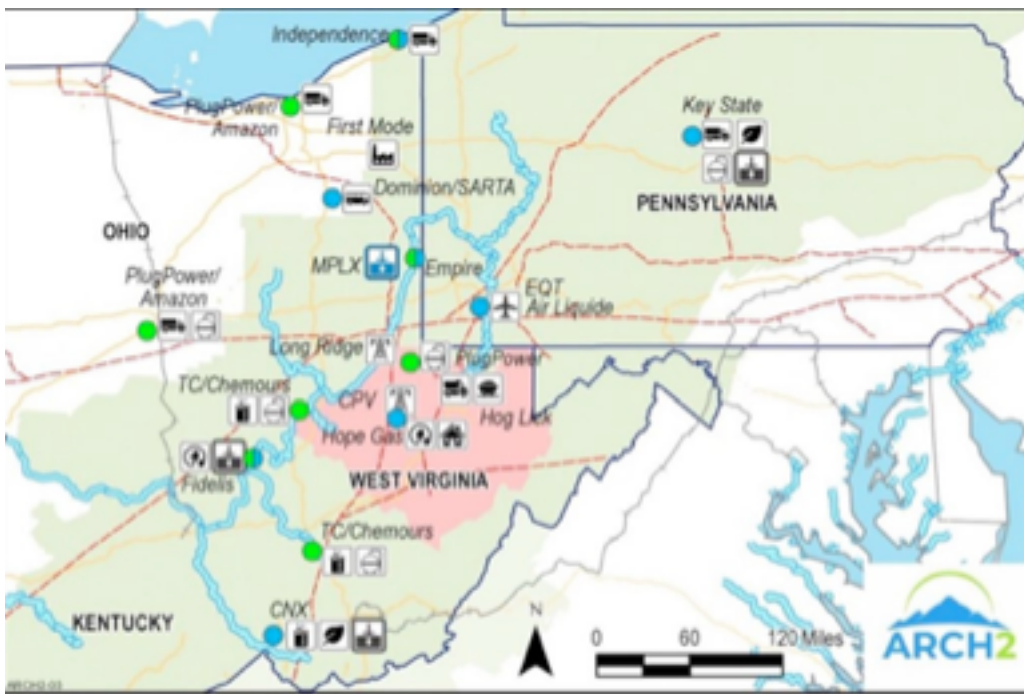 Independence
PlugPower/
Amazon
First Mode
Key State
Dominion/SARTA
PENNSYLVANIA
OHIO
MPLX
Empire
PlugPower/
Amazon
EQT
Air Liquide
Long Ridge
PlugPower
TC/Chemours
CPV
Hog Lick
Hope Gas
Fidelis
WEST VIRGINIA
TC/Chemours
CNX
KENTUCKY
N
0 60 120 Miles
ARCH2
ARCH2-03